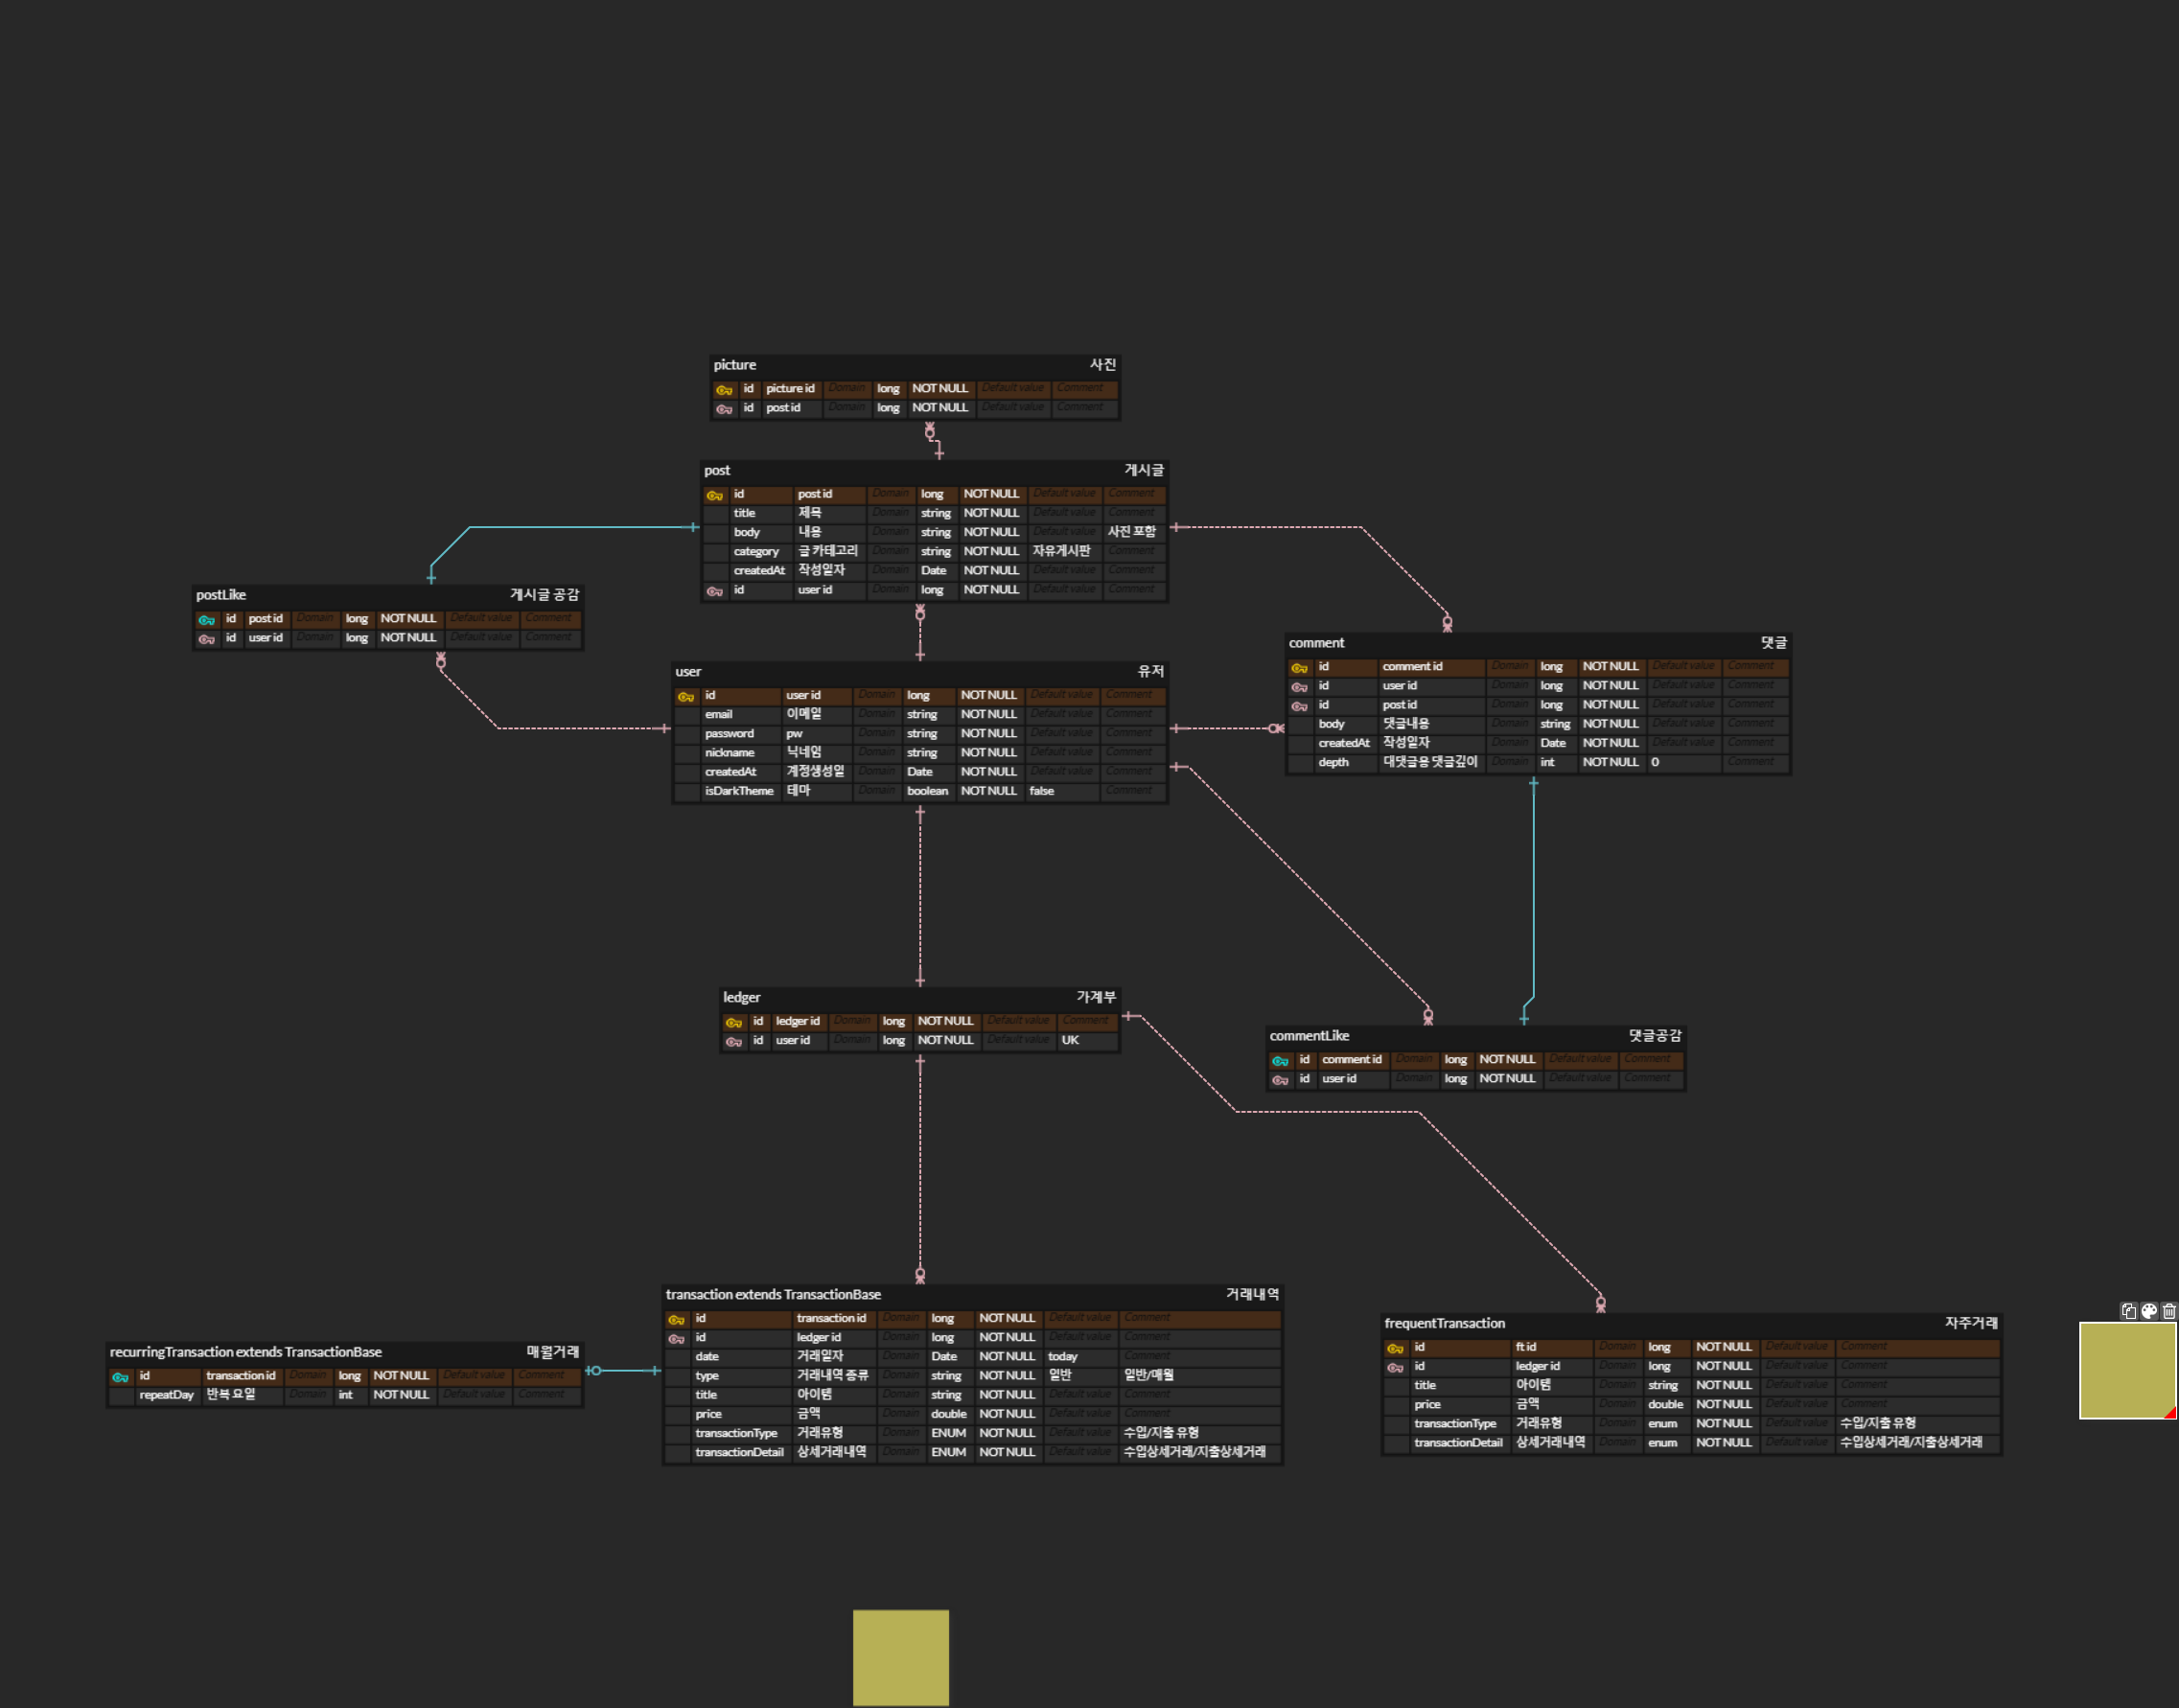 picture 사진
id picture id Domain long NOT NULL Default value Comment
id post id Domain long NOT NULL Default value Comment
post 게시글
id post id Domain long NOT NULL Default value Comment
title 제목 Domain string NOT NULL Default value Comment
body 내용 Domain string NOT NULL Default value 사진 포함
category 글 카테고리 Domain string NOT NULL 자유게시판 Comment
createdAt 작성일자 Domain Date NOT NULL Default value Comment
id user id Domain long NOT NULL Default value Comment
postLike 게시글 공감
id post id Domain long NOT NULL Default value Comment
id user id Domain long NOT NULL Default value Comment
user 유저
id user id Domain long NOT NULL Default value Comment
email 이메일 Domain string NOT NULL Default value Comment
password pw Domain string NOT NULL Default value Comment
nickname 닉네임 Domain string NOT NULL Default value Comment
createdAt 계정생성일 Domain Date NOT NULL Default value Comment
isDarkTheme 테마 Domain boolean NOT NULL false Comment
comment 댓글
id comment id Domain long NOT NULL Default value Comment
id user id Domain long NOT NULL Default value Comment
id post id Domain long NOT NULL Default value Comment
body 댓글내용 Domain string NOT NULL Default value Comment
createdAt 작성일자 Domain Date NOT NULL Default value Comment
depth 대댓글용 댓글깊이 Domain int NOT NULL 0 Comment
ledger 가계부
id ledger id Domain long NOT NULL Default value Comment
id user id Domain long NOT NULL Default value UK
commentLike 댓글공감
id comment id Domain long NOT NULL Default value Comment
id user id Domain long NOT NULL Default value Comment
transaction extends TransactionBase 거래내역
id transaction id Domain long NOT NULL Default value Comment
id ledger id Domain long NOT NULL Default value Comment
date 거래일자 Domain Date NOT NULL today Comment
type 거래내역 종류 Domain string NOT NULL 일반 일반/매월
title 아이템 Domain string NOT NULL Default value Comment
price 금액 Domain double NOT NULL Default value Comment
transactionType 거래유형 Domain ENUM NOT NULL Default value 수입/지출 유형
transactionDetail 상세거래내역 Domain ENUM NOT NULL Default value 수입상세거래/지출상세거래
recurringTransaction extends TransactionBase 매월거래
id transaction id Domain long NOT NULL Default value Comment
repeatDay 반복 요일 Domain int NOT NULL Default value Comment
frequentTransaction 자주거래
id ft id Domain long NOT NULL Default value Comment
id ledger id Domain long NOT NULL Default value Comment
title 아이템 Domain string NOT NULL Default value Comment
price 금액 Domain double NOT NULL Default value Comment
transactionType 거래유형 Domain enum NOT NULL Default value 수입/지출 유형
transactionDetail 상세거래내역 Domain enum NOT NULL Default value 수입상세거래/지출상세거래